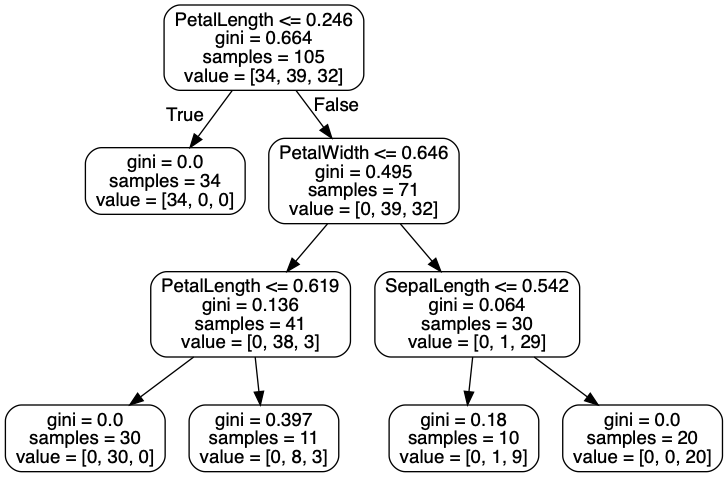 PetalLength <= 0.246
gini = 0.664
samples = 105
value = [34, 39, 32]
True
False
gini = 0.0
samples = 34
value = [34, 0, 0]
PetalWidth <= 0.646
gini = 0.495
samples = 71
value = [0, 39, 32]
PetalLength <= 0.619
gini = 0.136
samples = 41
value = [0, 38, 3]
SepalLength <= 0.542
gini = 0.064
samples = 30
value = [0, 1, 29]
gini = 0.0
samples = 30
value = [0, 30, 0]
gini = 0.397
samples = 11
value = [0, 8, 3]
gini = 0.18
samples = 10
value = [0, 1, 9]
gini = 0.0
samples = 20
value = [0, 0, 20]